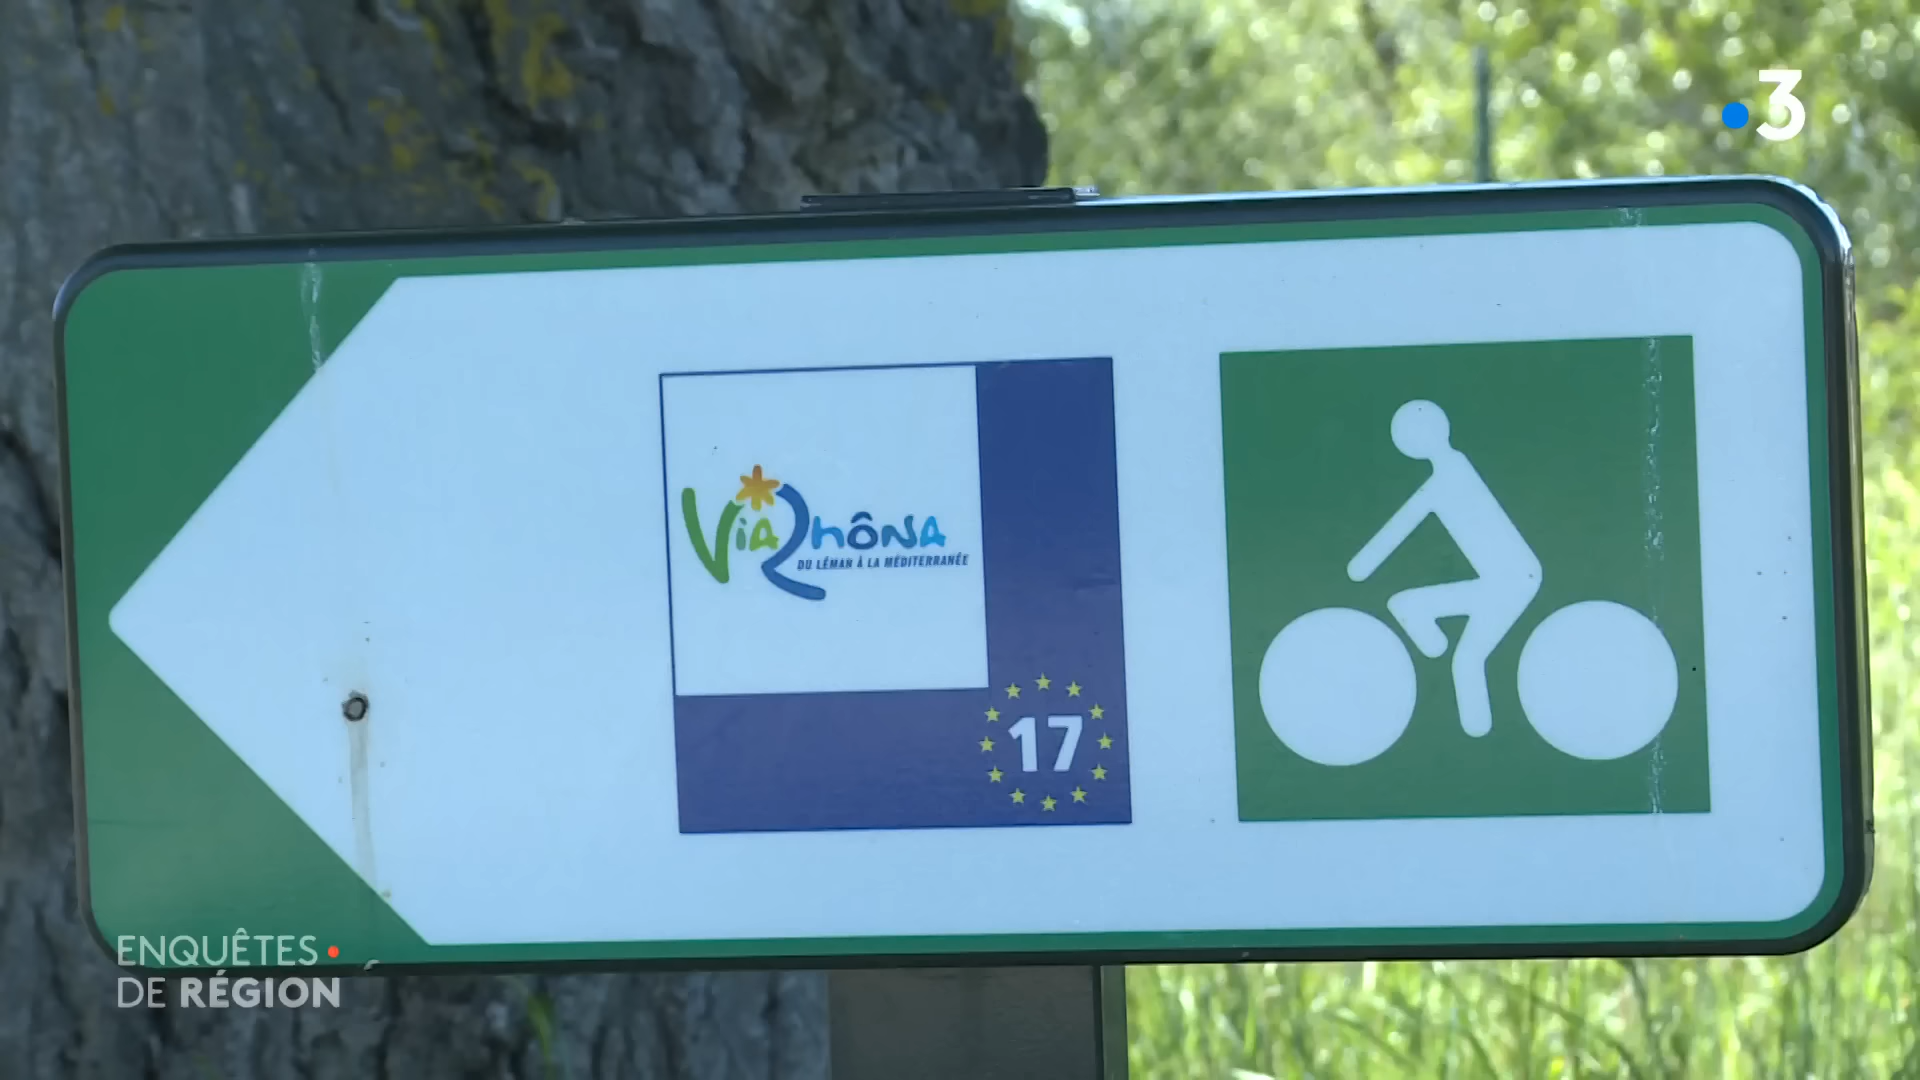 3
ViaRhôna
DU LÉMAN À LA MÉDITERRANÉE
17
ENQUÊTES
DE RÉGION